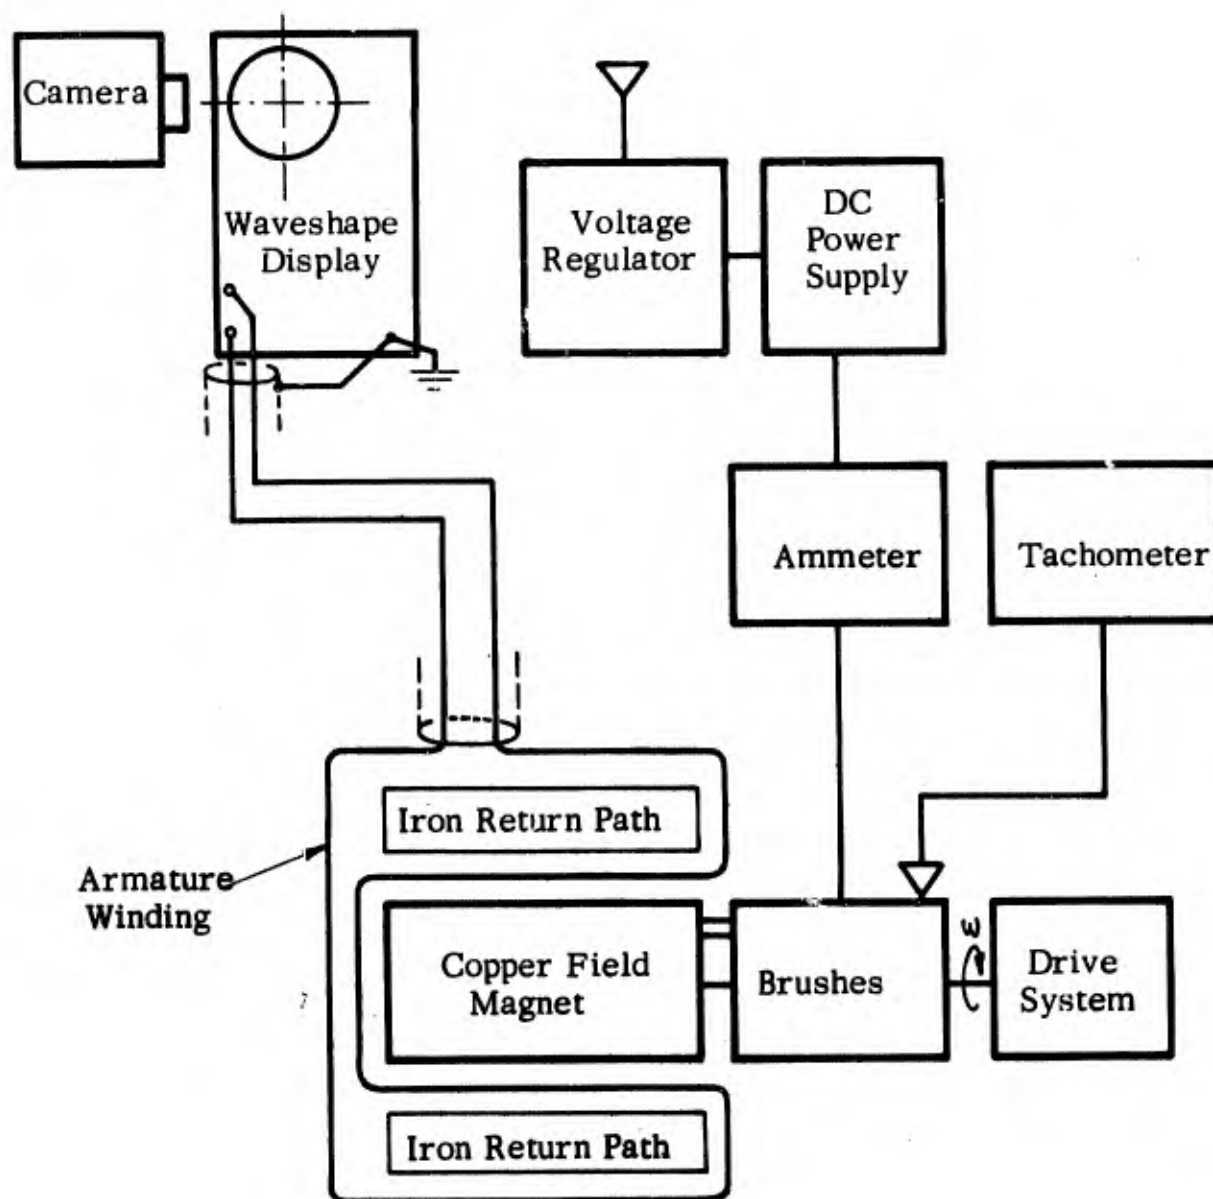 Camera
Waveshape
Display
Voltage
Regulator
DC
Power
Supply
Ammeter
Tachometer
Iron Return Path
Armature
Winding
Copper Field
Magnet
Brushes
ω
Drive
System
Iron Return Path